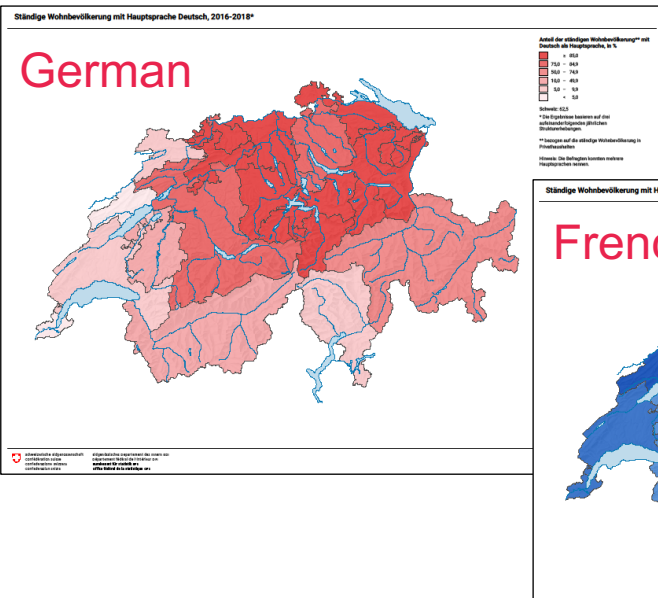 Ständige Wohnbevölkerung mit Hauptsprache Deutsch, 2016-2018*
German
Anteil der ständigen Wohnbevölkerung** mit
Deutsch als Hauptsprache, in %
≥ 85,0
75,0 – 84,9
50,0 – 74,9
10,0 – 49,9
5,0 – 9,9
< 5,0
Schweiz: 62,5
* Die Ergebnisse basieren auf drei
aufeinanderfolgenden jährlichen
Strukturerhebungen.
** bezogen auf die ständige Wohnbevölkerung in
Privathaushalten
Hinweis: Die Befragten konnten mehrere
Hauptsprachen nennen.
Ständige Wohnbevölkerung mit H
Frenc